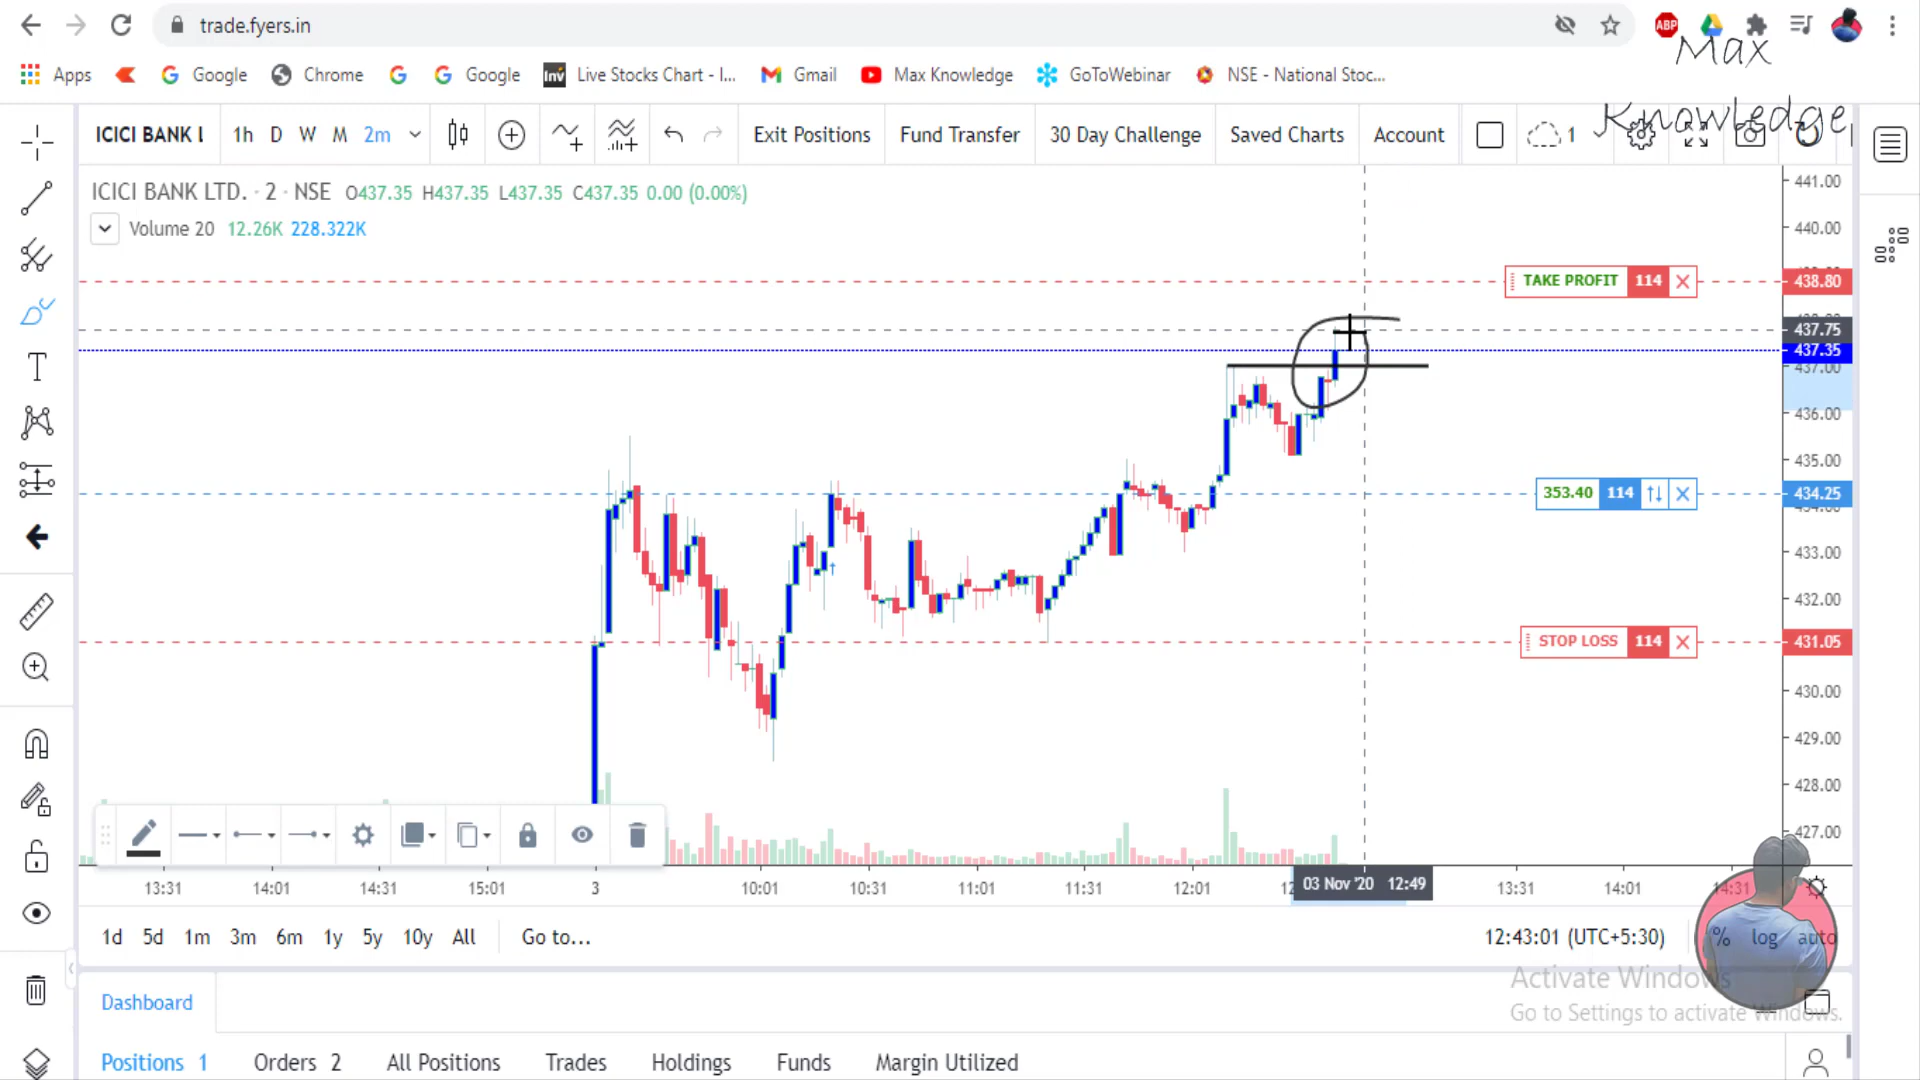 trade.fyers.in
ABP
Max
Apps
Google
Chrome
Google
Inv Live Stocks Chart - I...
Gmail
Max Knowledge
GoToWebinar
NSE - National Stoc...
Knowledge
ICICI BANK L
1h D W M 2m
Exit Positions
Fund Transfer
30 Day Challenge
Saved Charts
Account
1
ICICI BANK LTD. · 2 · NSE O437.35 H437.35 L437.35 C437.35 0.00 (0.00%)
Volume 20 12.26K 228.322K
441.00
440.00
TAKE PROFIT 114 438.80
437.75
437.35
437.00
436.00
435.00
353.40 114 434.25
433.00
432.00
STOP LOSS 114 431.05
430.00
429.00
428.00
427.00
13:31 14:01 14:31 15:01 3 10:01 10:31 11:01 11:31 12:01 03 Nov '20 12:49 13:31 14:01 14:31
1d 5d 1m 3m 6m 1y 5y 10y All Go to... 12:43:01 (UTC+5:30) % log auto
Activate Windows
Dashboard
Go to Settings to activate Windows.
Positions 1 Orders 2 All Positions Trades Holdings Funds Margin Utilized